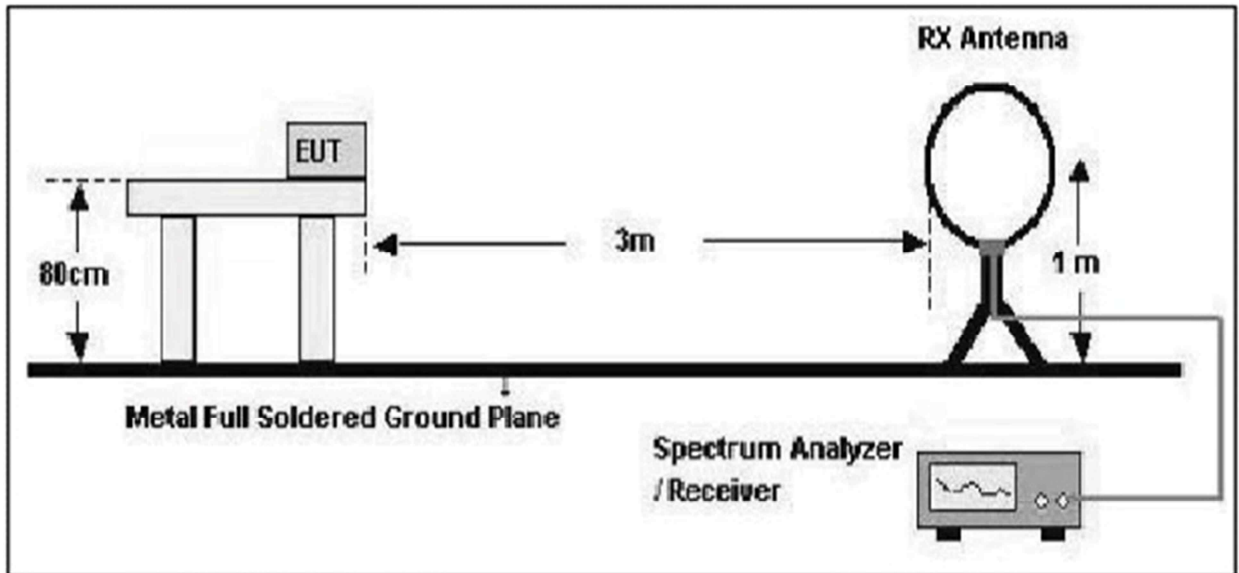 RX Antenna
EUT
3m
80cm
1 m
Metal Full Soldered Ground Plane
Spectrum Analyzer
/ Receiver